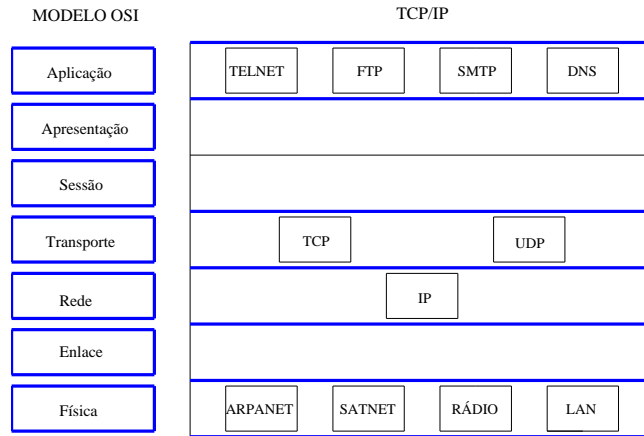 MODELO OSI TCP/IP
Aplicação TELNET FTP SMTP DNS
Apresentação
Sessão
Transporte TCP UDP
Rede IP
Enlace
Física ARPANET SATNET RÁDIO LAN